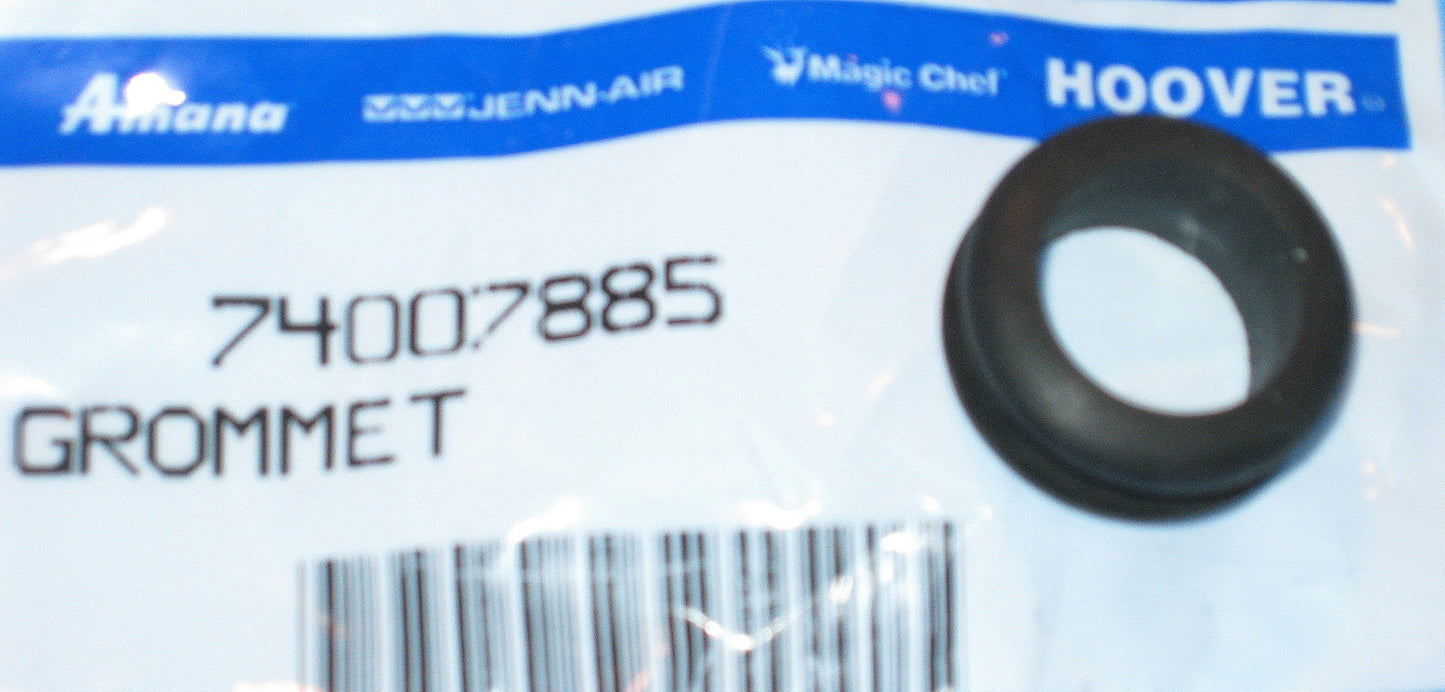 Amana JENN-AIR Magic Chef HOOVER
74007885
GROMMET